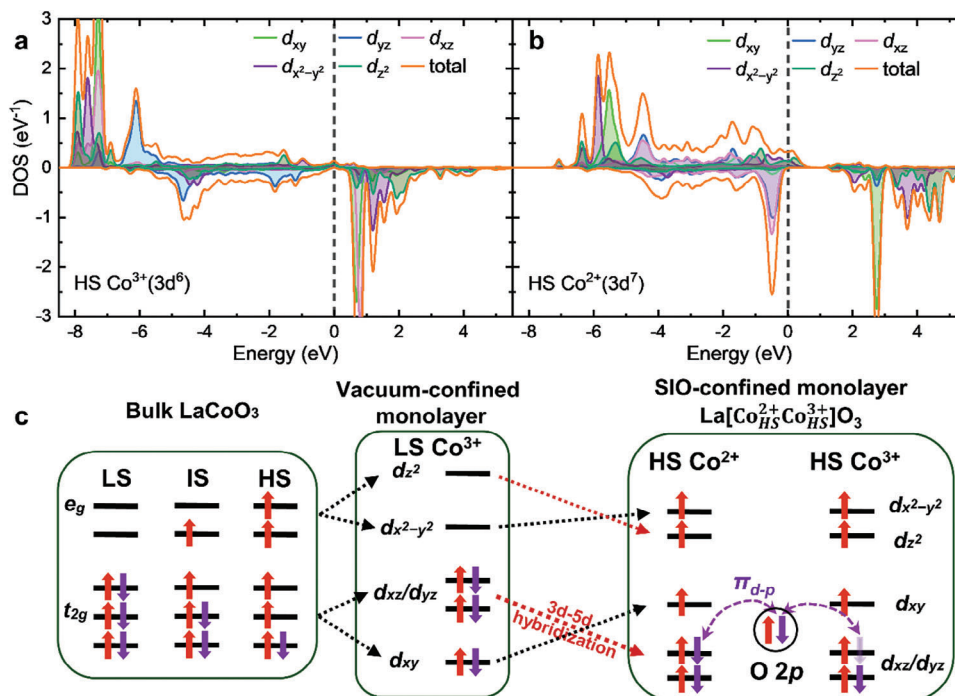 a
d_xy d_yz d_xz
d_x²−y² d_z² total
b
d_xy d_yz d_xz
d_x²−y² d_z² total
DOS (eV⁻¹)
3
2
1
0
-1
-2
-3
HS Co³⁺(3d⁶)
HS Co²⁺(3d⁷)
-8 -6 -4 -2 0 2 4
-8 -6 -4 -2 0 2 4 6
Energy (eV)
Energy (eV)
c
Bulk LaCoO₃
Vacuum-confined
monolayer
SIO-confined monolayer
La[Co²⁺_HS Co³⁺_HS]O₃
LS IS HS
e_g
t_2g
LS Co³⁺
d_z²
d_x²−y²
d_xz/d_yz
d_xy
3d-5d
hybridization
HS Co²⁺ HS Co³⁺
d_x²−y²
d_z²
π_d-p
d_xy
O 2p
d_xz/d_yz